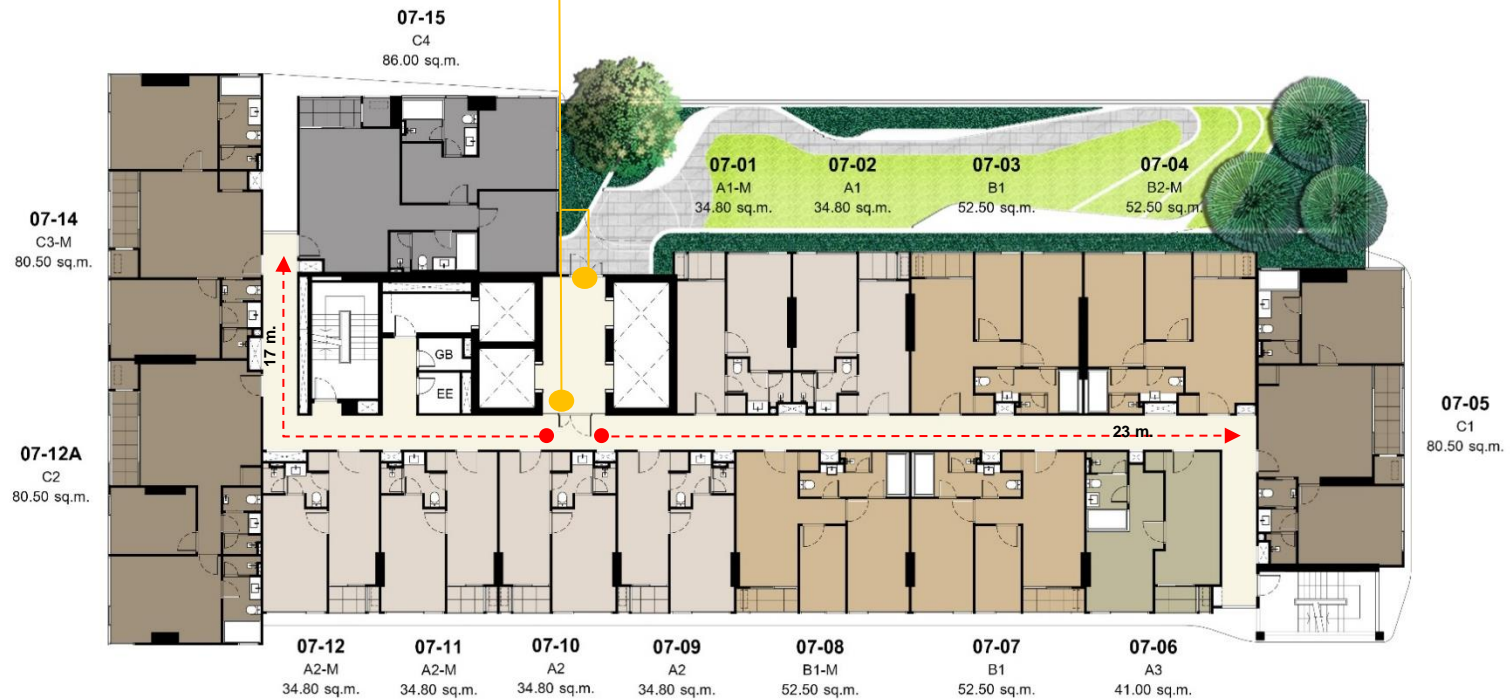 07-15
C4
86.00 sq.m.
07-01
A1-M
34.80 sq.m.
07-02
A1
34.80 sq.m.
07-03
B1
52.50 sq.m.
07-04
B2-M
52.50 sq.m.
07-14
C3-M
80.50 sq.m.
17 m.
GB
EE
23 m.
07-05
C1
80.50 sq.m.
07-12A
C2
80.50 sq.m.
07-12
A2-M
34.80 sq.m.
07-11
A2-M
34.80 sq.m.
07-10
A2
34.80 sq.m.
07-09
A2
34.80 sq.m.
07-08
B1-M
52.50 sq.m.
07-07
B1
52.50 sq.m.
07-06
A3
41.00 sq.m.